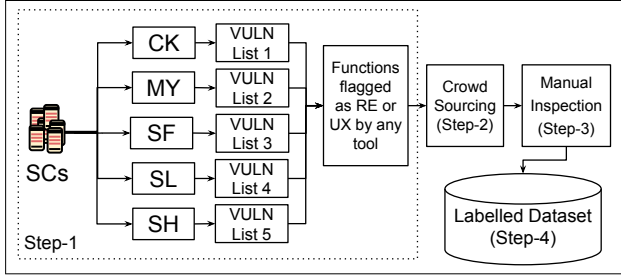 SCs
CK
VULN
List 1
MY
VULN
List 2
SF
VULN
List 3
SL
VULN
List 4
SH
VULN
List 5
Functions
flagged
as RE or
UX by any
tool
Step-1
Crowd
Sourcing
(Step-2)
Manual
Inspection
(Step-3)
Labelled Dataset
(Step-4)